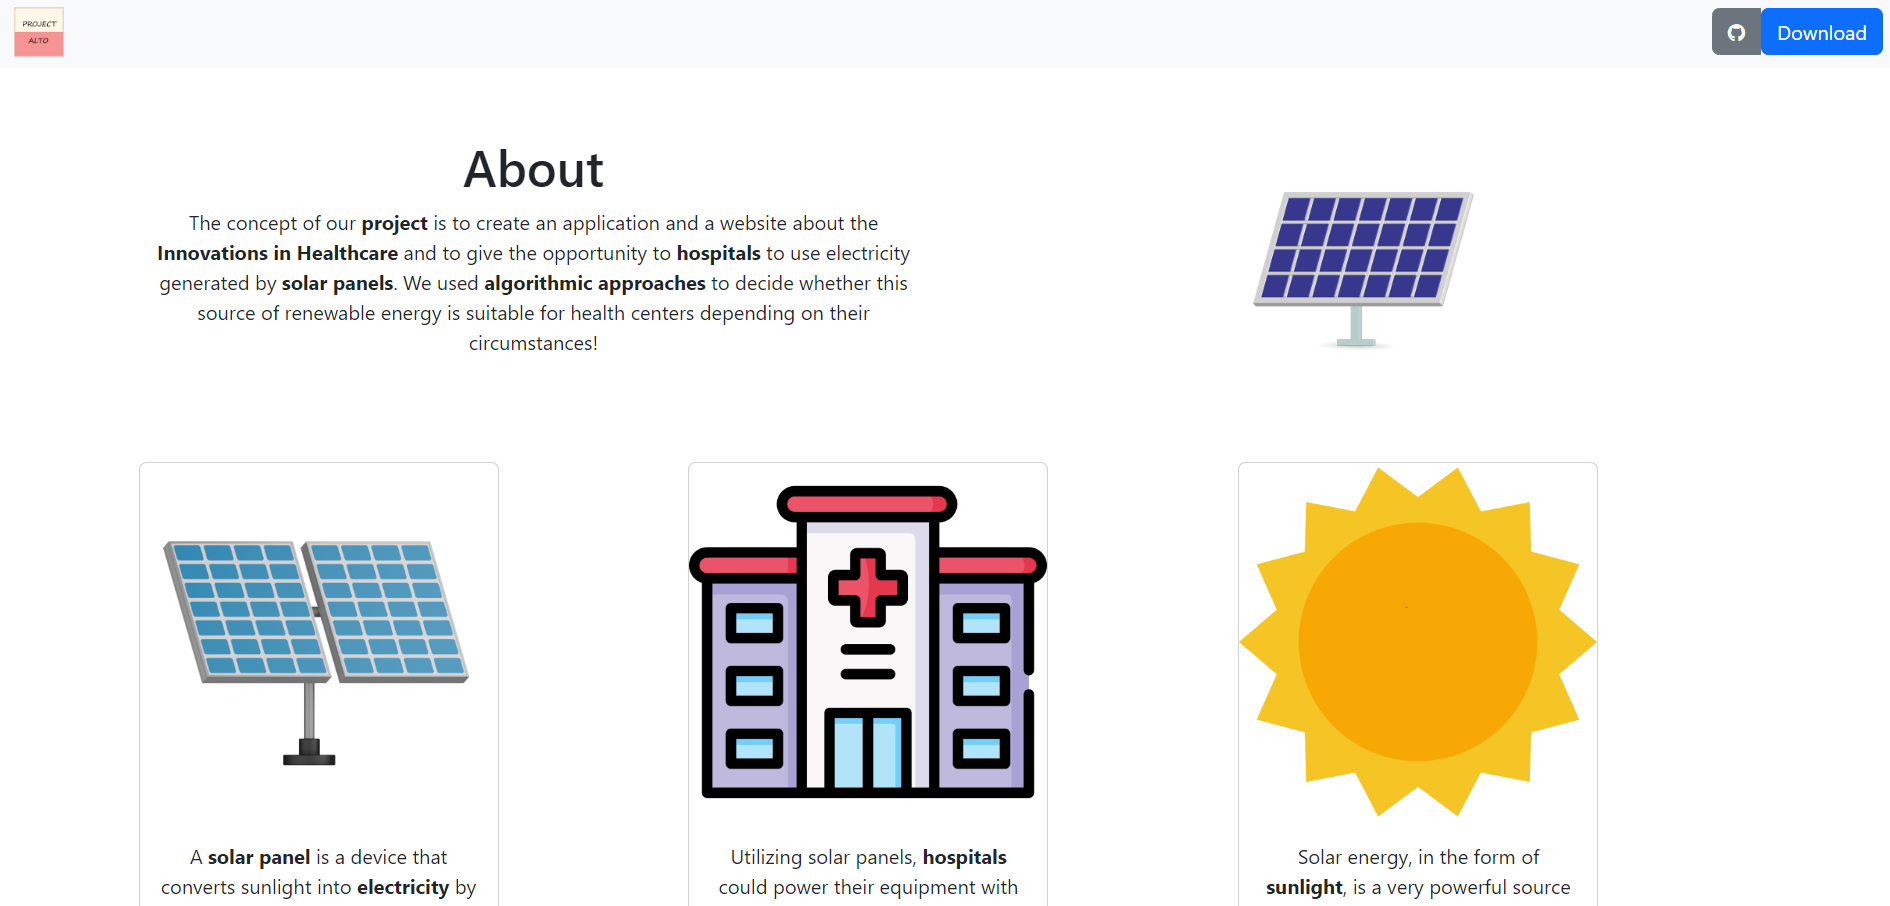 PROJECT
ALTO
Download
About
The concept of our project is to create an application and a website about the
Innovations in Healthcare and to give the opportunity to hospitals to use electricity
generated by solar panels. We used algorithmic approaches to decide whether this
source of renewable energy is suitable for health centers depending on their
circumstances!
A solar panel is a device that
converts sunlight into electricity by
Utilizing solar panels, hospitals
could power their equipment with
Solar energy, in the form of
sunlight, is a very powerful source